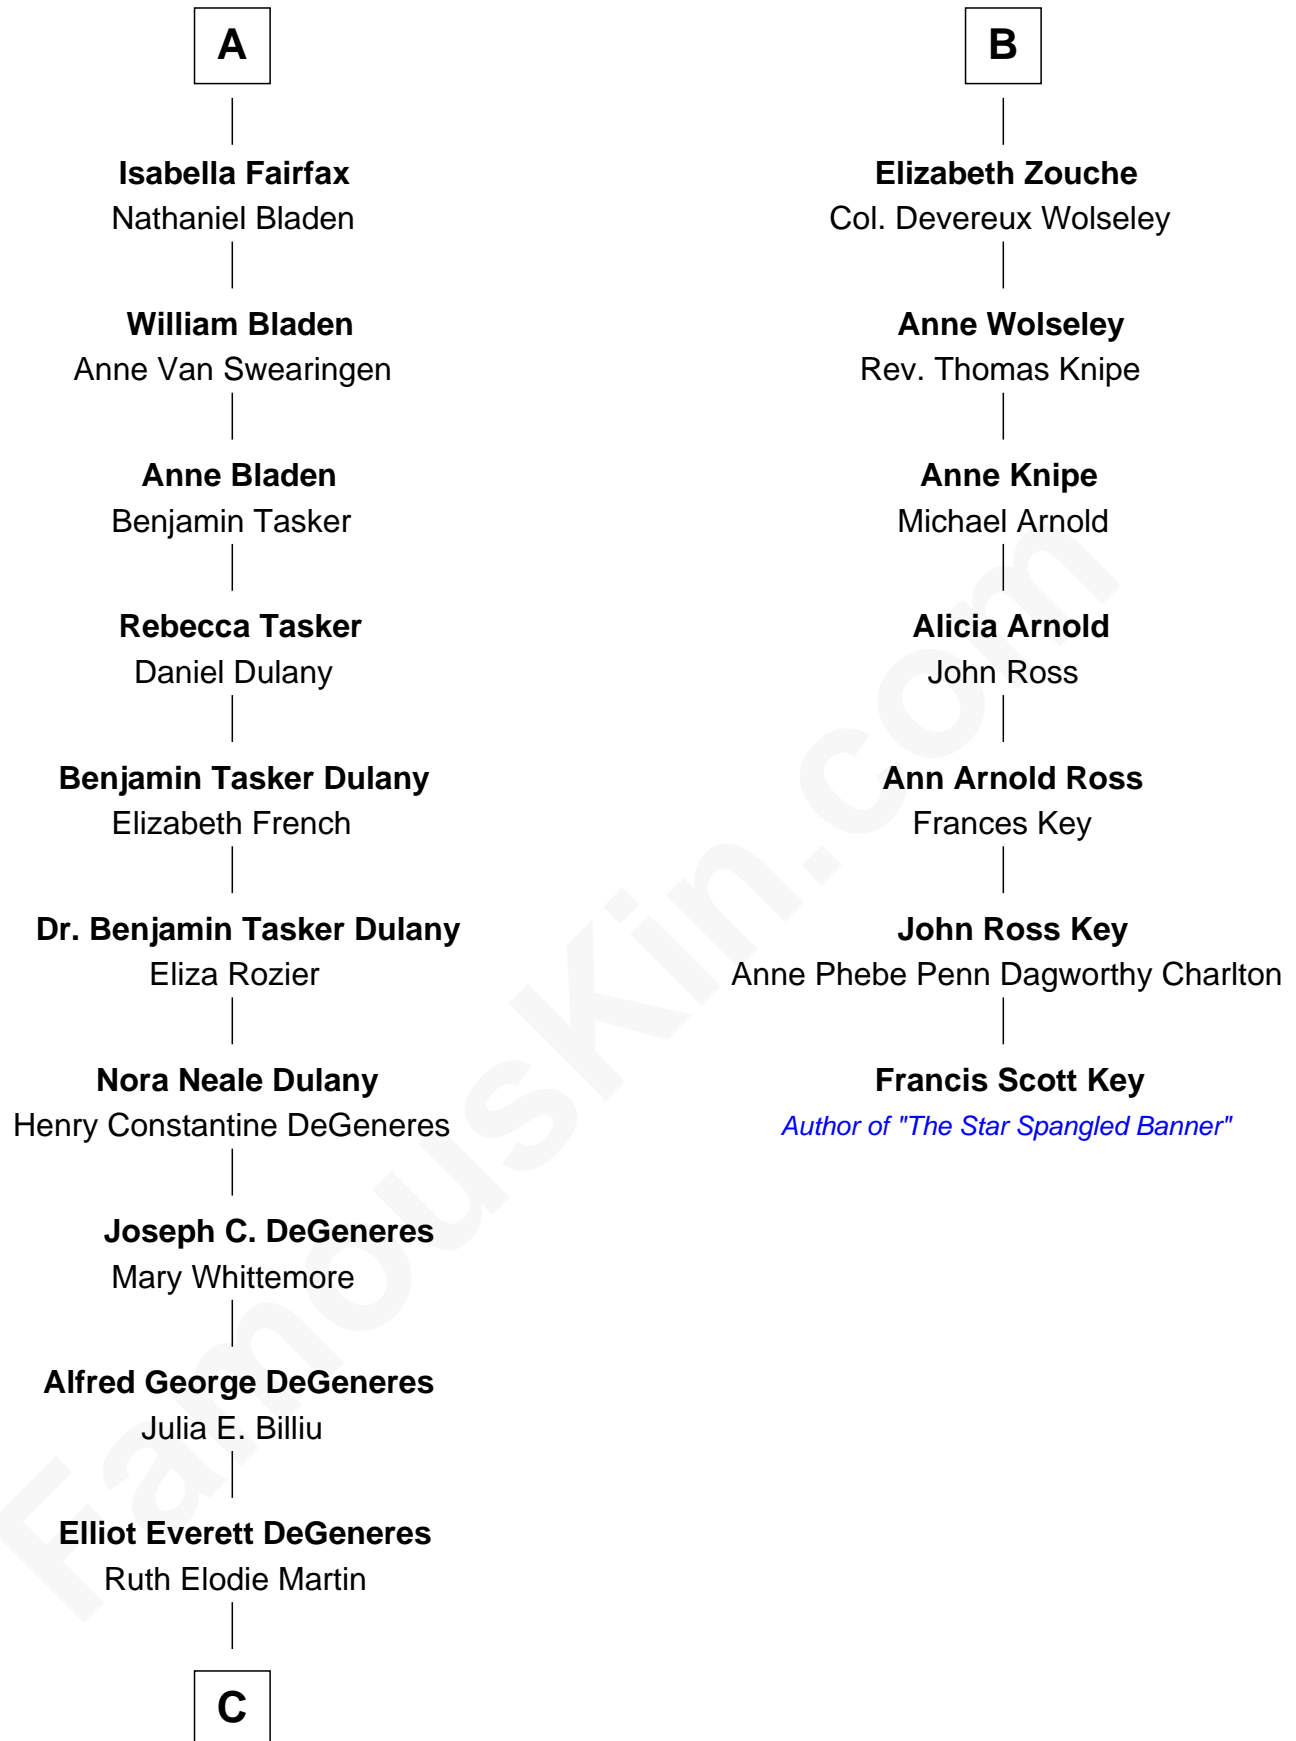 A
Isabella Fairfax
Nathaniel Bladen
William Bladen
Anne Van Swearingen
Anne Bladen
Benjamin Tasker
Rebecca Tasker
Daniel Dulany
Benjamin Tasker Dulany
Elizabeth French
Dr. Benjamin Tasker Dulany
Eliza Rozier
Nora Neale Dulany
Henry Constantine DeGeneres
Joseph C. DeGeneres
Mary Whittemore
Alfred George DeGeneres
Julia E. Billiu
Elliot Everett DeGeneres
Ruth Elodie Martin
C
B
Elizabeth Zouche
Col. Devereux Wolseley
Anne Wolseley
Rev. Thomas Knipe
Anne Knipe
Michael Arnold
Alicia Arnold
John Ross
Ann Arnold Ross
Frances Key
John Ross Key
Anne Phebe Penn Dagworthy Charlton
Francis Scott Key
Author of "The Star Spangled Banner"
FamousKin.com